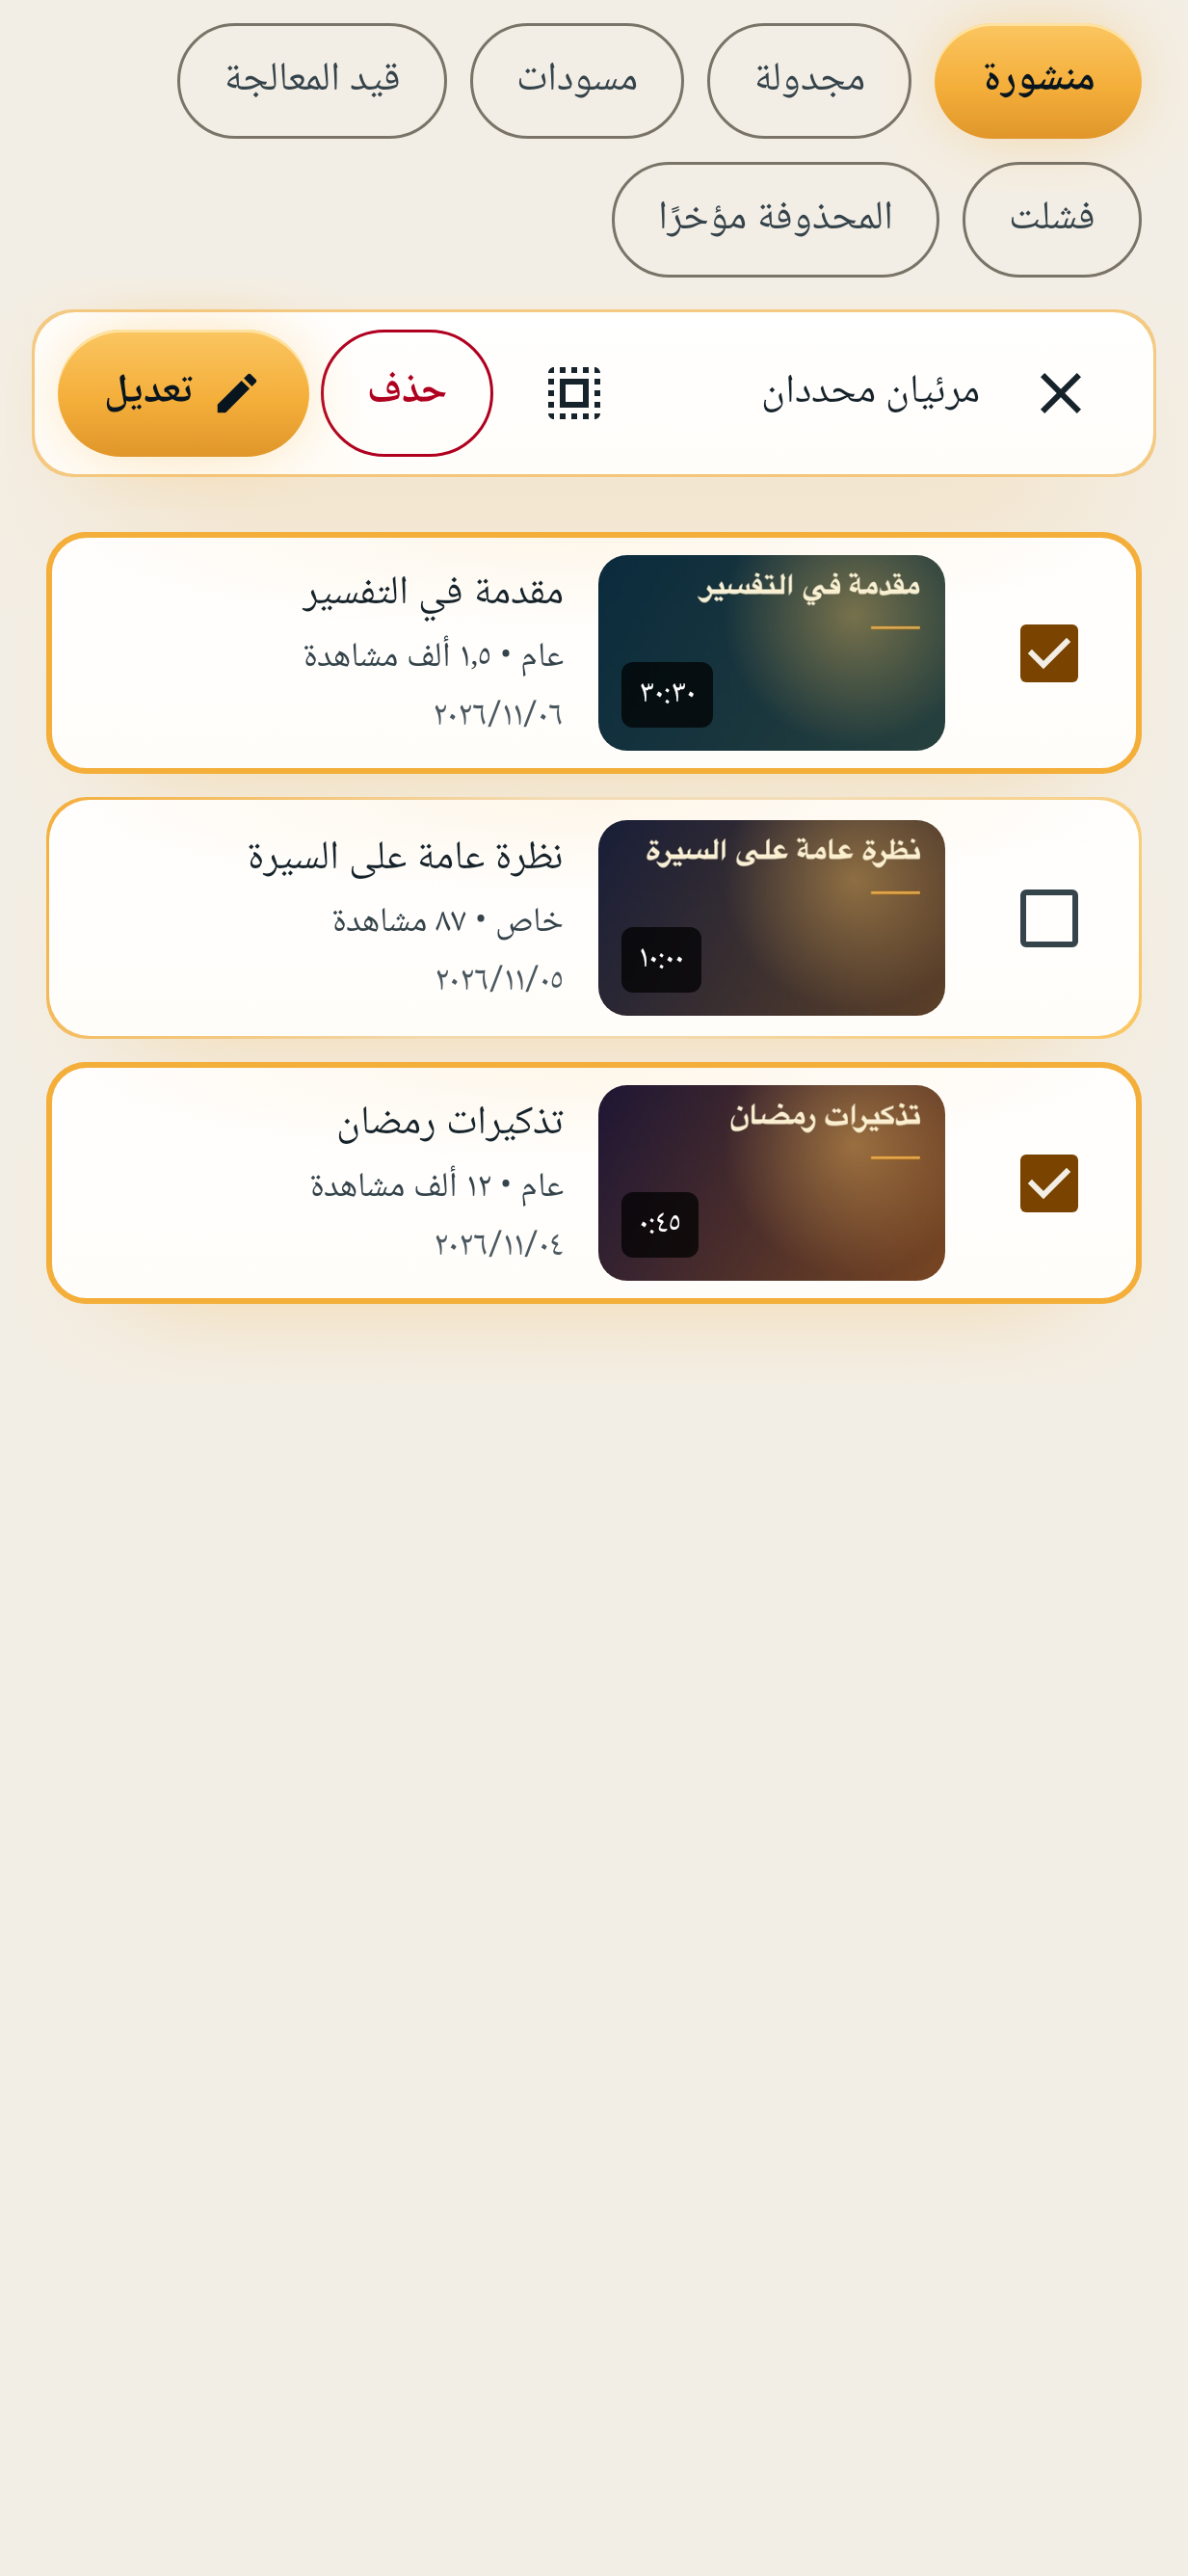 منشورة
مجدولة
مسودات
قيد المعالجة
فشلت
المحذوفة مؤخرًا
مرئيان محددان
حذف
تعديل
مقدمة في التفسير
٣٠:٣٠
مقدمة في التفسير
عام • ١٫٥ ألف مشاهدة
٢٠٢٦/١١/٠٦
نظرة عامة على السيرة
١٠:٠٠
نظرة عامة على السيرة
خاص • ٨٧ مشاهدة
٢٠٢٦/١١/٠٥
تذكيرات رمضان
٠:٤٥
تذكيرات رمضان
عام • ١٢ ألف مشاهدة
٢٠٢٦/١١/٠٤